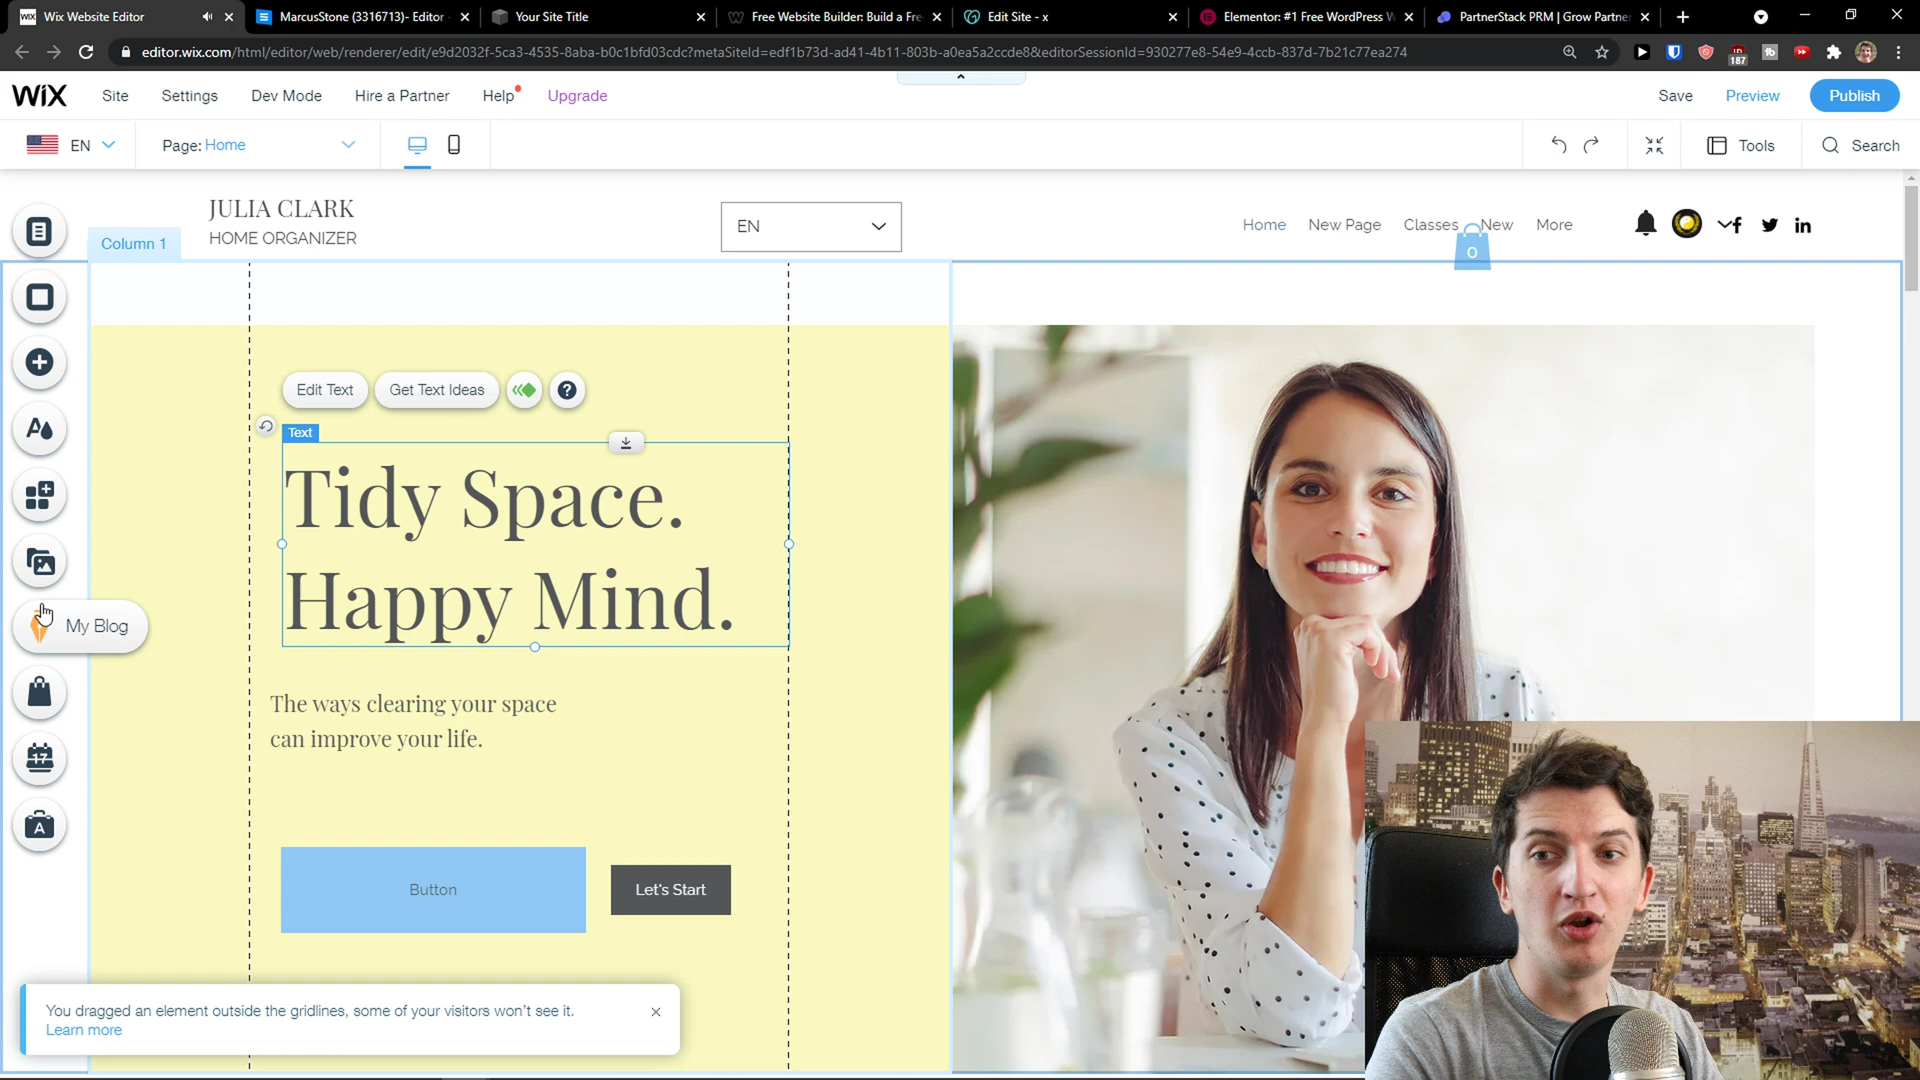 Wix Website Editor
MarcusStone (3316713)- Editor -
Your Site Title
Free Website Builder: Build a Fre
Edit Site - x
Elementor: #1 Free WordPress W
PartnerStack PRM | Grow Partne
editor.wix.com/html/editor/web/renderer/edit/e9d2032f-5ca3-4535-8aba-b0c1bfd03cdc?metaSiteId=edf1b73d-ad41-4b11-803b-a0ea5a2ccde8&editorSessionId=930277e8-54e9-4ccb-837d-7b21c77ea274
187
WiX
Site
Settings
Dev Mode
Hire a Partner
Help
Upgrade
Save
Preview
Publish
EN
Page: Home
Tools
Search
JULIA CLARK
HOME ORGANIZER
EN
Home
New Page
Classes
New
More
0
Column 1
Edit Text
Get Text Ideas
?
Text
Tidy Space.
Happy Mind.
My Blog
The ways clearing your space
can improve your life.
17
A
Button
Let's Start
You dragged an element outside the gridlines, some of your visitors won't see it.
Learn more